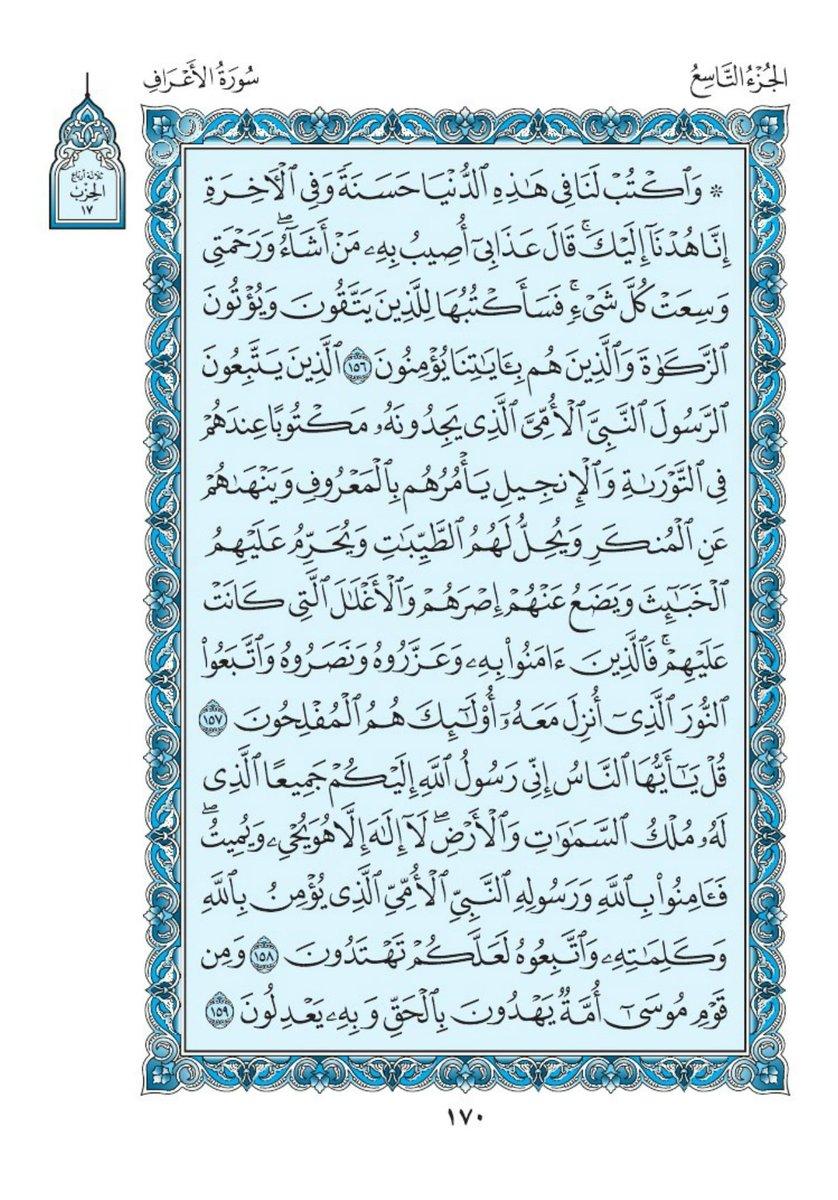 الجُزْءُ التَّاسِعُ
سُورَةُ الأَعْرَافِ
ثلاثة أرباع
الحِزْب
١٧
* وَٱكۡتُبۡ لَنَا فِي هَٰذِهِ ٱلدُّنۡيَا حَسَنَةٗ وَفِي ٱلۡأٓخِرَةِ
إِنَّا هُدۡنَآ إِلَيۡكَۚ قَالَ عَذَابِيٓ أُصِيبُ بِهِۦ مَنۡ أَشَآءُۖ وَرَحۡمَتِي
وَسِعَتۡ كُلَّ شَيۡءٖۚ فَسَأَكۡتُبُهَا لِلَّذِينَ يَتَّقُونَ وَيُؤۡتُونَ
ٱلزَّكَوٰةَ وَٱلَّذِينَ هُم بِـَٔايَٰتِنَا يُؤۡمِنُونَ ١٥٦ ٱلَّذِينَ يَتَّبِعُونَ
ٱلرَّسُولَ ٱلنَّبِيَّ ٱلۡأُمِّيَّ ٱلَّذِي يَجِدُونَهُۥ مَكۡتُوبًا عِندَهُمۡ
فِي ٱلتَّوۡرَىٰةِ وَٱلۡإِنجِيلِ يَأۡمُرُهُم بِٱلۡمَعۡرُوفِ وَيَنۡهَىٰهُمۡ
عَنِ ٱلۡمُنكَرِ وَيُحِلُّ لَهُمُ ٱلطَّيِّبَٰتِ وَيُحَرِّمُ عَلَيۡهِمُ
ٱلۡخَبَٰٓئِثَ وَيَضَعُ عَنۡهُمۡ إِصۡرَهُمۡ وَٱلۡأَغۡلَٰلَ ٱلَّتِي كَانَتۡ
عَلَيۡهِمۡۚ فَٱلَّذِينَ ءَامَنُواْ بِهِۦ وَعَزَّرُوهُ وَنَصَرُوهُ وَٱتَّبَعُواْ
ٱلنُّورَ ٱلَّذِيٓ أُنزِلَ مَعَهُۥٓ أُوْلَٰٓئِكَ هُمُ ٱلۡمُفۡلِحُونَ ١٥٧
قُلۡ يَٰٓأَيُّهَا ٱلنَّاسُ إِنِّي رَسُولُ ٱللَّهِ إِلَيۡكُمۡ جَمِيعًا ٱلَّذِي
لَهُۥ مُلۡكُ ٱلسَّمَٰوَٰتِ وَٱلۡأَرۡضِۖ لَآ إِلَٰهَ إِلَّا هُوَ يُحۡيِۦ وَيُمِيتُۖ
فَـَٔامِنُواْ بِٱللَّهِ وَرَسُولِهِ ٱلنَّبِيِّ ٱلۡأُمِّيِّ ٱلَّذِي يُؤۡمِنُ بِٱللَّهِ
وَكَلِمَٰتِهِۦ وَٱتَّبِعُوهُ لَعَلَّكُمۡ تَهۡتَدُونَ ١٥٨ وَمِن
قَوۡمِ مُوسَىٰٓ أُمَّةٞ يَهۡدُونَ بِٱلۡحَقِّ وَبِهِۦ يَعۡدِلُونَ ١٥٩
١٧٠